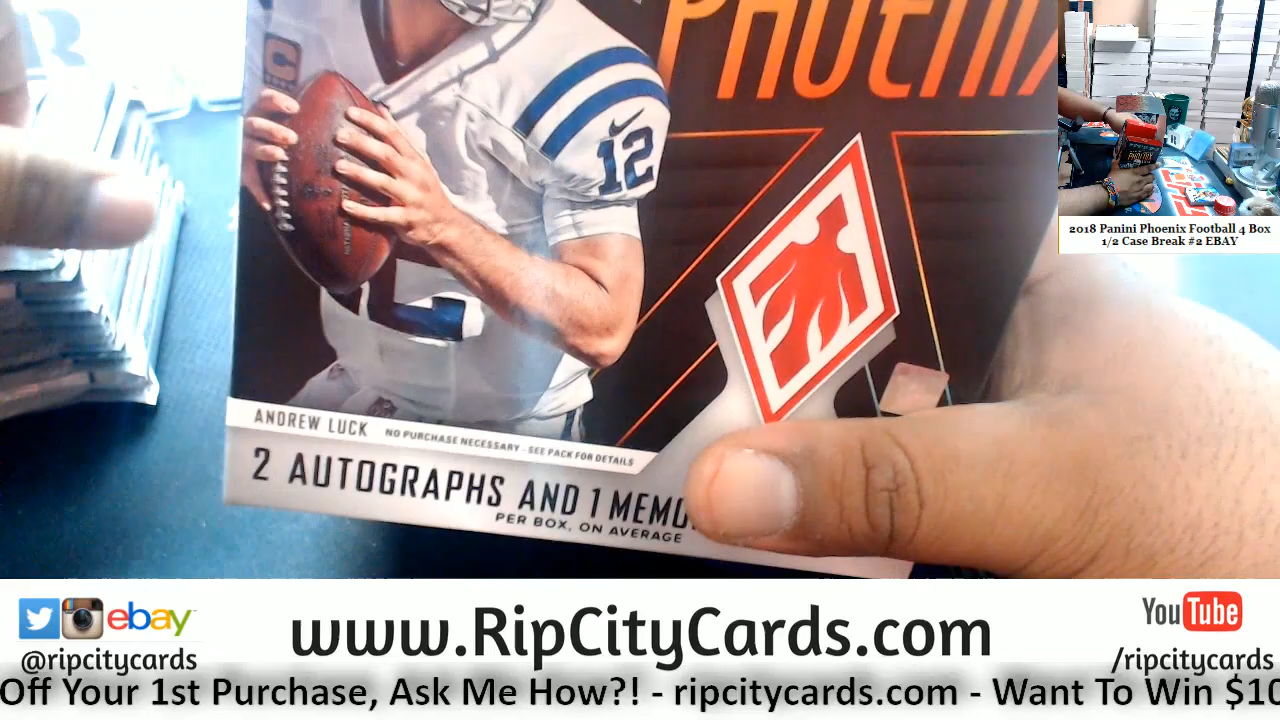 PHOENIX
C
12
ANDREW LUCK NO PURCHASE NECESSARY - SEE PACK FOR DETAILS
2 AUTOGRAPHS AND 1
PER BOX, ON AVERAGE
PHOENIX
2018 Panini Phoenix Football 4 Box
1/2 Case Break #2 EBAY
ebay
@ripcitycards
www.RipCityCards.com
YouTube
/ripcitycards
Off Your 1st Purchase, Ask Me How?! - ripcitycards.com - Want To Win $10